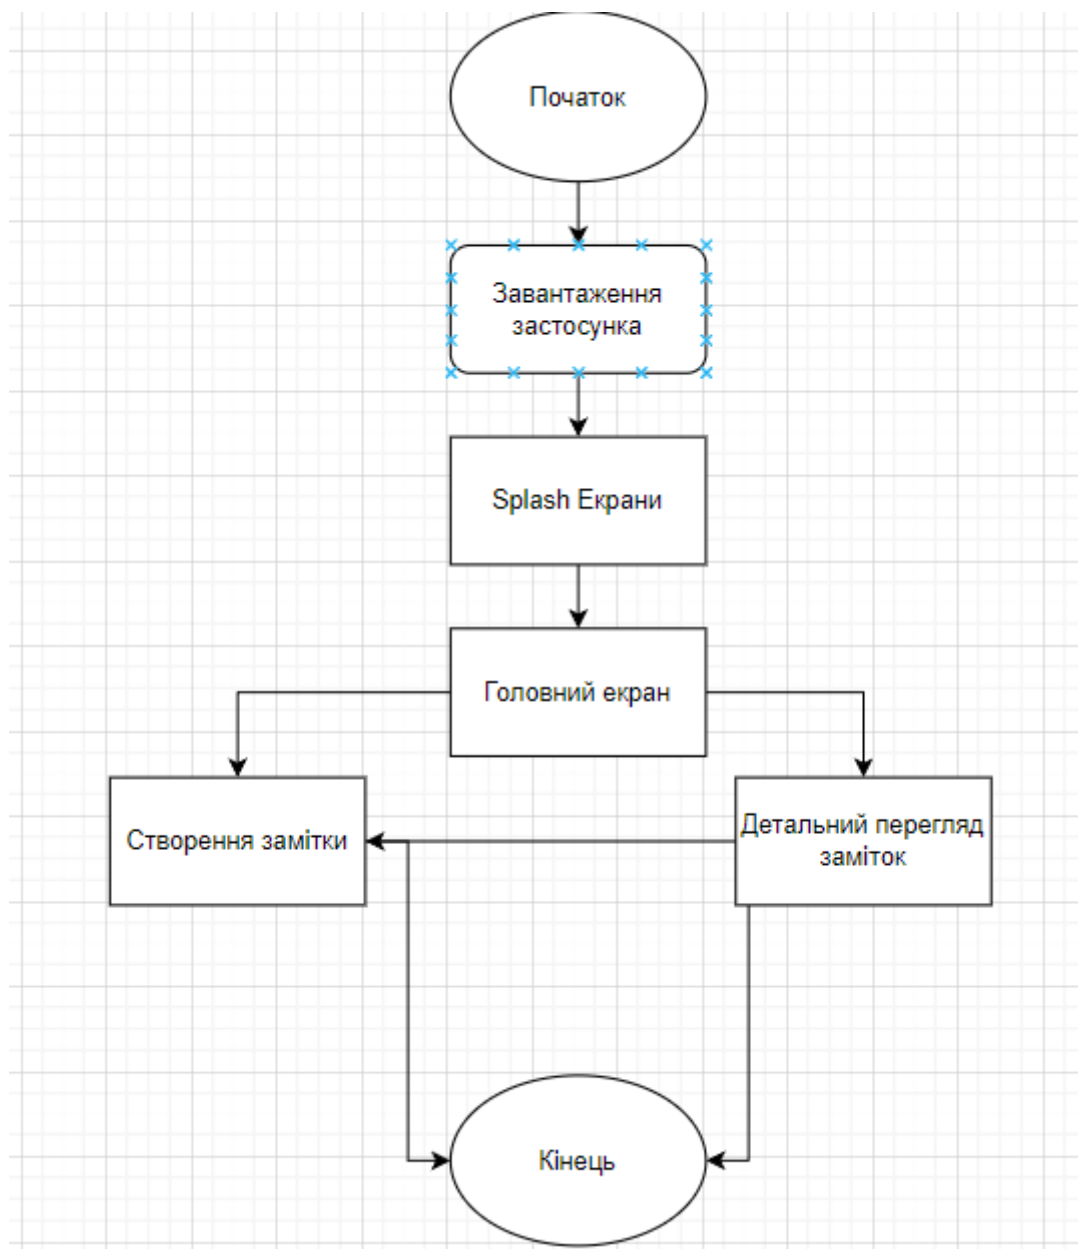 Початок
Завантаження
застосунка
Splash Екрани
Головний екран
Створення замітки
Детальний перегляд
заміток
Кінець